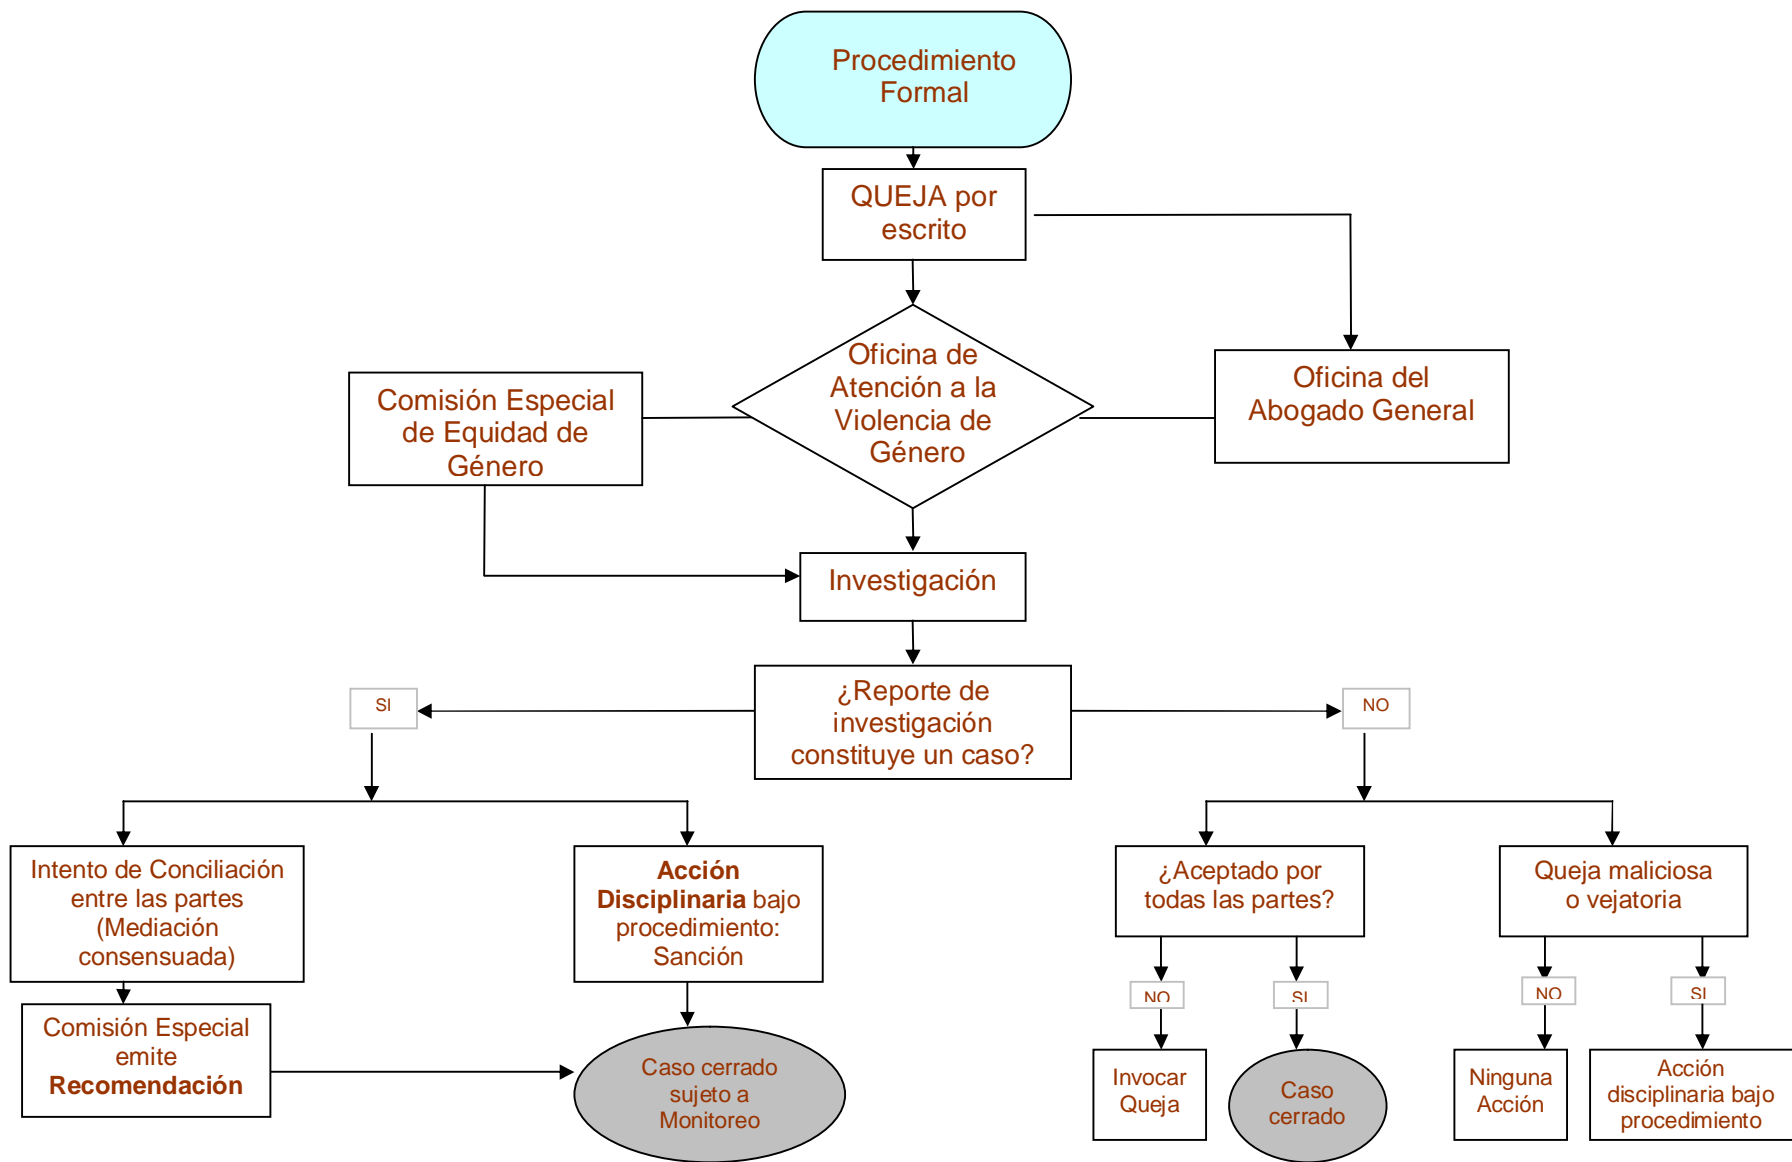 Procedimiento
Formal
QUEJA por
escrito
Oficina de
Atención a la
Violencia de
Género
Comisión Especial
de Equidad de
Género
Oficina del
Abogado General
Investigación
¿Reporte de
investigación
constituye un caso?
SI
NO
Intento de Conciliación
entre las partes
(Mediación
consensuada)
Acción
Disciplinaria bajo
procedimiento:
Sanción
¿Aceptado por
todas las partes?
Queja maliciosa
o vejatoria
NO
SI
NO
SI
Comisión Especial
emite
Recomendación
Caso cerrado
sujeto a
Monitoreo
Invocar
Queja
Caso
cerrado
Ninguna
Acción
Acción
disciplinaria bajo
procedimiento